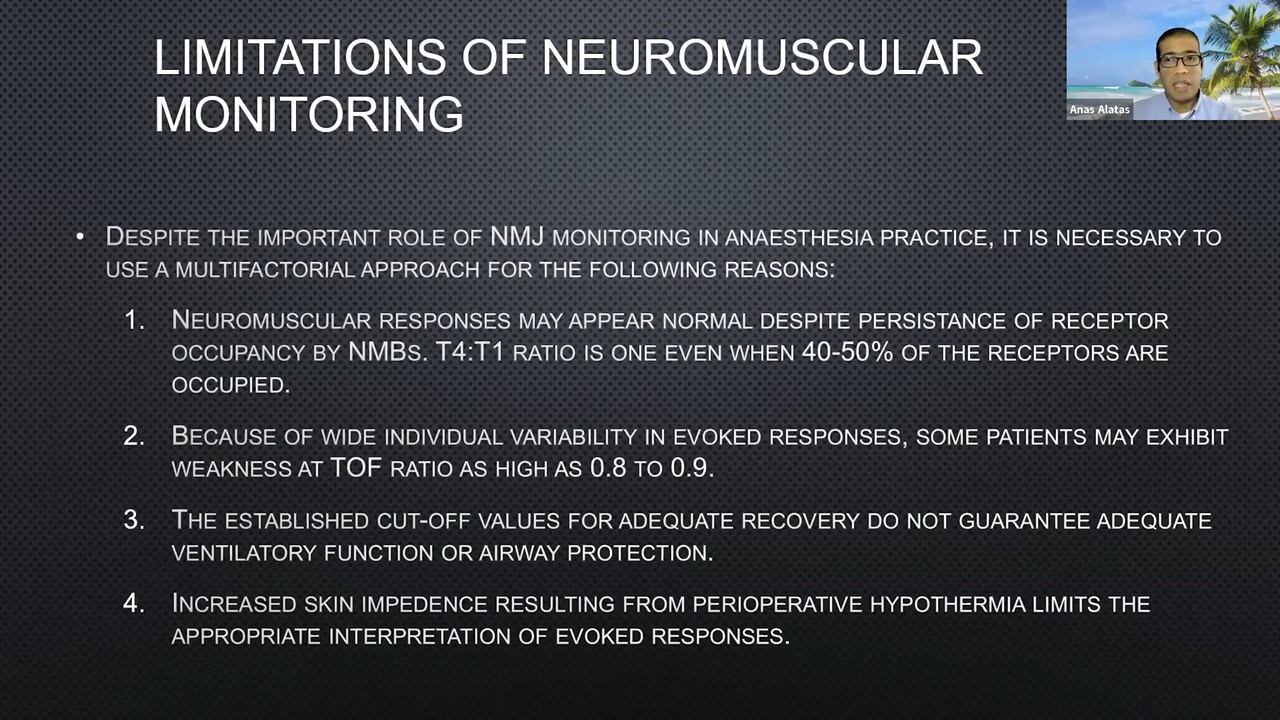 LIMITATIONS OF NEUROMUSCULAR
MONITORING
Anas Alatas
• DESPITE THE IMPORTANT ROLE OF NMJ MONITORING IN ANAESTHESIA PRACTICE, IT IS NECESSARY TO
USE A MULTIFACTORIAL APPROACH FOR THE FOLLOWING REASONS:
1. NEUROMUSCULAR RESPONSES MAY APPEAR NORMAL DESPITE PERSISTANCE OF RECEPTOR
OCCUPANCY BY NMBS. T4:T1 RATIO IS ONE EVEN WHEN 40-50% OF THE RECEPTORS ARE
OCCUPIED.
2. BECAUSE OF WIDE INDIVIDUAL VARIABILITY IN EVOKED RESPONSES, SOME PATIENTS MAY EXHIBIT
WEAKNESS AT TOF RATIO AS HIGH AS 0.8 TO 0.9.
3. THE ESTABLISHED CUT-OFF VALUES FOR ADEQUATE RECOVERY DO NOT GUARANTEE ADEQUATE
VENTILATORY FUNCTION OR AIRWAY PROTECTION.
4. INCREASED SKIN IMPEDENCE RESULTING FROM PERIOPERATIVE HYPOTHERMIA LIMITS THE
APPROPRIATE INTERPRETATION OF EVOKED RESPONSES.